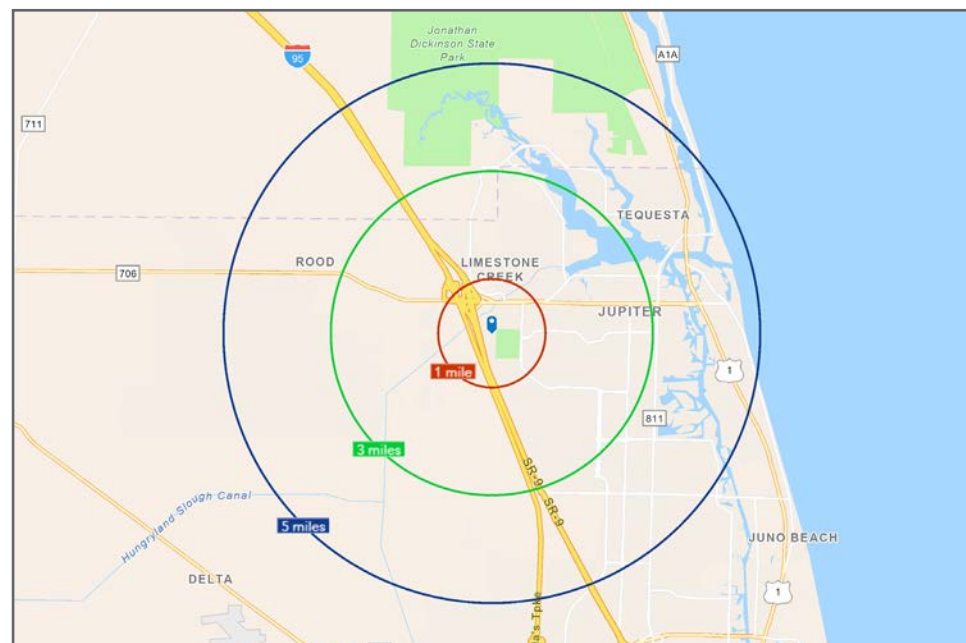 Jonathan
Dickinson State
Park
A1A
95
711
TEQUESTA
ROOD
LIMESTONE
CREEK
706
JUPITER
1 mile
1
811
3 miles
SR-9
SR-9
Hungryland Slough Canal
5 miles
JUNO BEACH
DELTA
1
a's Tpke